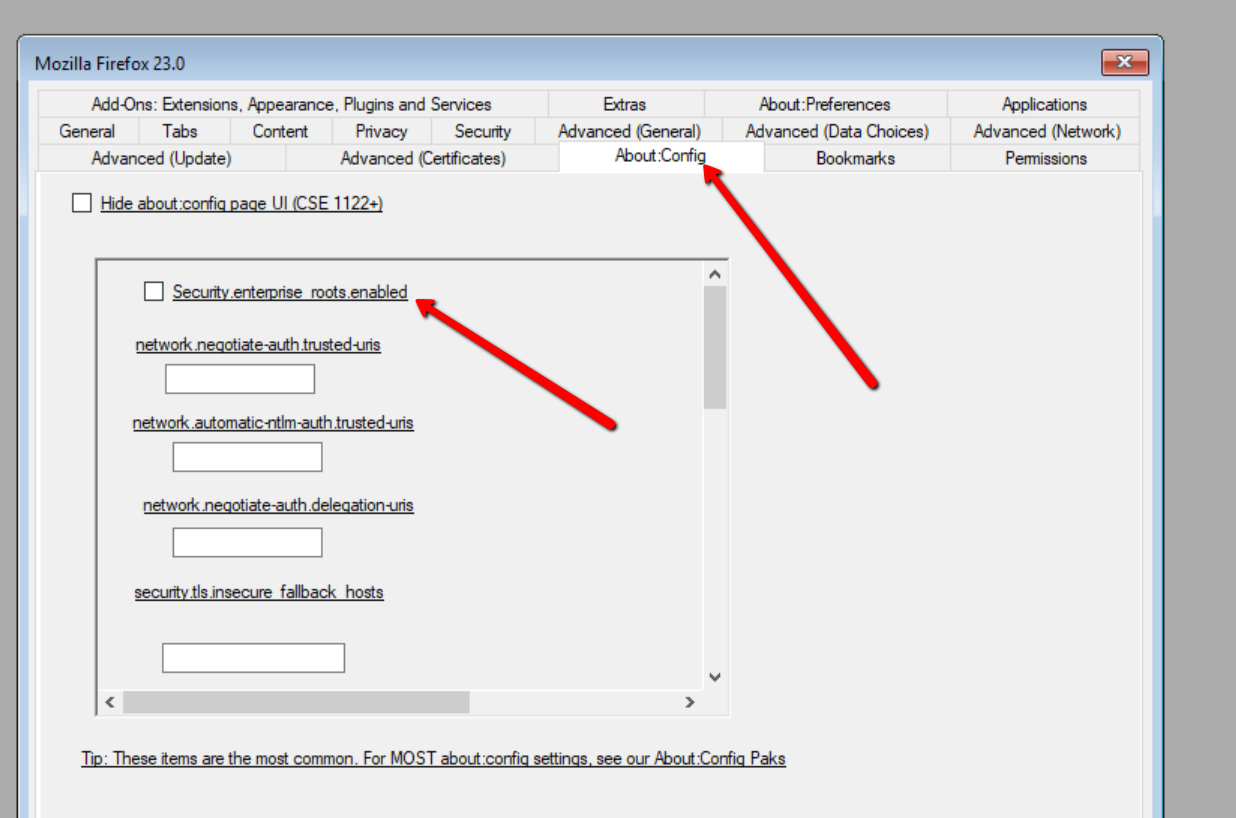 Mozilla Firefox 23.0
Add-Ons: Extensions, Appearance, Plugins and Services Extras About:Preferences Applications
General Tabs Content Privacy Security Advanced (General) Advanced (Data Choices) Advanced (Network)
Advanced (Update) Advanced (Certificates) About:Config Bookmarks Permissions
Hide about:config page UI (CSE 1122+)
Security.enterprise_roots.enabled
network.negotiate-auth.trusted-uris
network.automatic-ntlm-auth.trusted-uris
network.negotiate-auth.delegation-uris
security.tls.insecure_fallback_hosts
Tip: These items are the most common. For MOST about:config settings, see our About:Config Paks